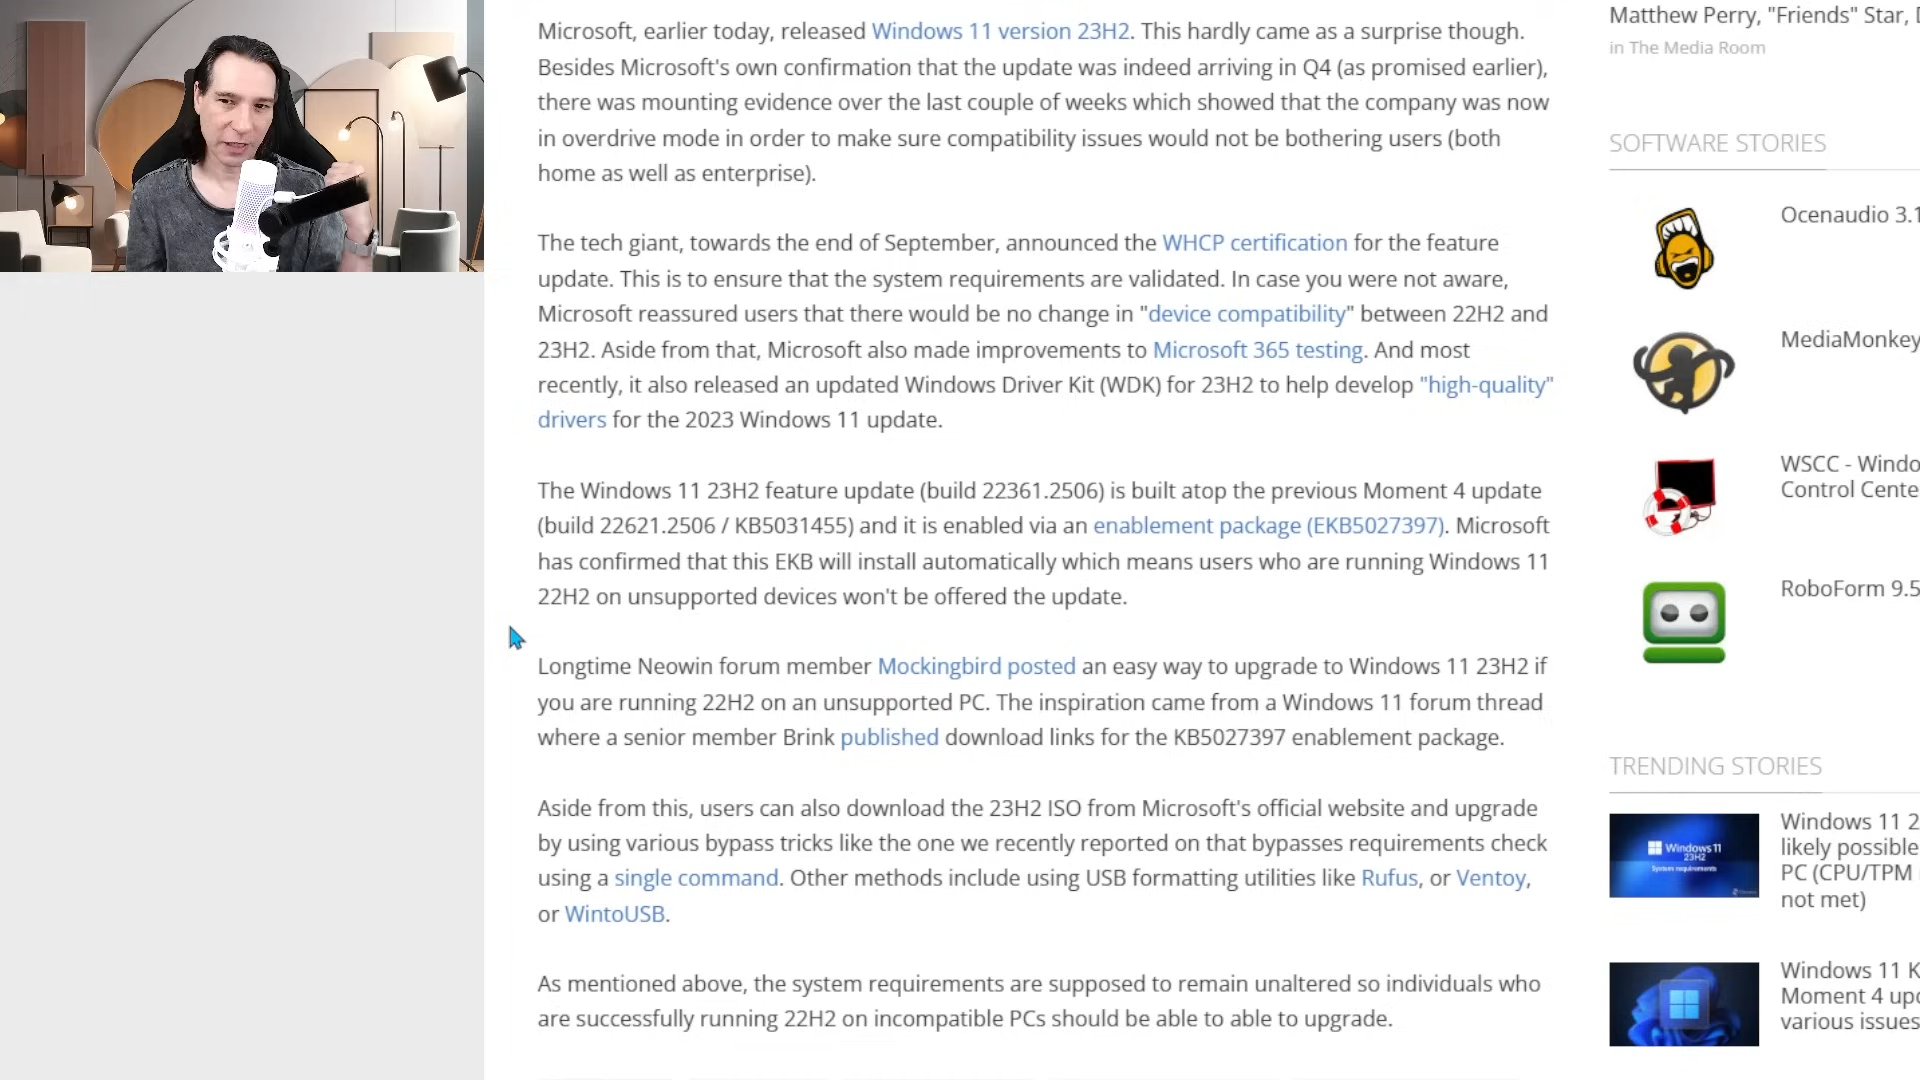 Microsoft, earlier today, released Windows 11 version 23H2. This hardly came as a surprise though.
Besides Microsoft's own confirmation that the update was indeed arriving in Q4 (as promised earlier),
there was mounting evidence over the last couple of weeks which showed that the company was now
in overdrive mode in order to make sure compatibility issues would not be bothering users (both
home as well as enterprise).
The tech giant, towards the end of September, announced the WHCP certification for the feature
update. This is to ensure that the system requirements are validated. In case you were not aware,
Microsoft reassured users that there would be no change in "device compatibility" between 22H2 and
23H2. Aside from that, Microsoft also made improvements to Microsoft 365 testing. And most
recently, it also released an updated Windows Driver Kit (WDK) for 23H2 to help develop "high-quality"
drivers for the 2023 Windows 11 update.
The Windows 11 23H2 feature update (build 22361.2506) is built atop the previous Moment 4 update
(build 22621.2506 / KB5031455) and it is enabled via an enablement package (EKB5027397). Microsoft
has confirmed that this EKB will install automatically which means users who are running Windows 11
22H2 on unsupported devices won't be offered the update.
Longtime Neowin forum member Mockingbird posted an easy way to upgrade to Windows 11 23H2 if
you are running 22H2 on an unsupported PC. The inspiration came from a Windows 11 forum thread
where a senior member Brink published download links for the KB5027397 enablement package.
Aside from this, users can also download the 23H2 ISO from Microsoft's official website and upgrade
by using various bypass tricks like the one we recently reported on that bypasses requirements check
using a single command. Other methods include using USB formatting utilities like Rufus, or Ventoy,
or WintoUSB.
As mentioned above, the system requirements are supposed to remain unaltered so individuals who
are successfully running 22H2 on incompatible PCs should be able to able to upgrade.
Matthew Perry, "Friends" Star,
in The Media Room
SOFTWARE STORIES
Ocenaudio 3.1
MediaMonkey
WSCC - Windo
Control Cente
RoboForm 9.5
TRENDING STORIES
Windows 11
23H2
System requirements
Windows 11 2
likely possible
PC (CPU/TPM
not met)
Windows 11 K
Moment 4 upd
various issues